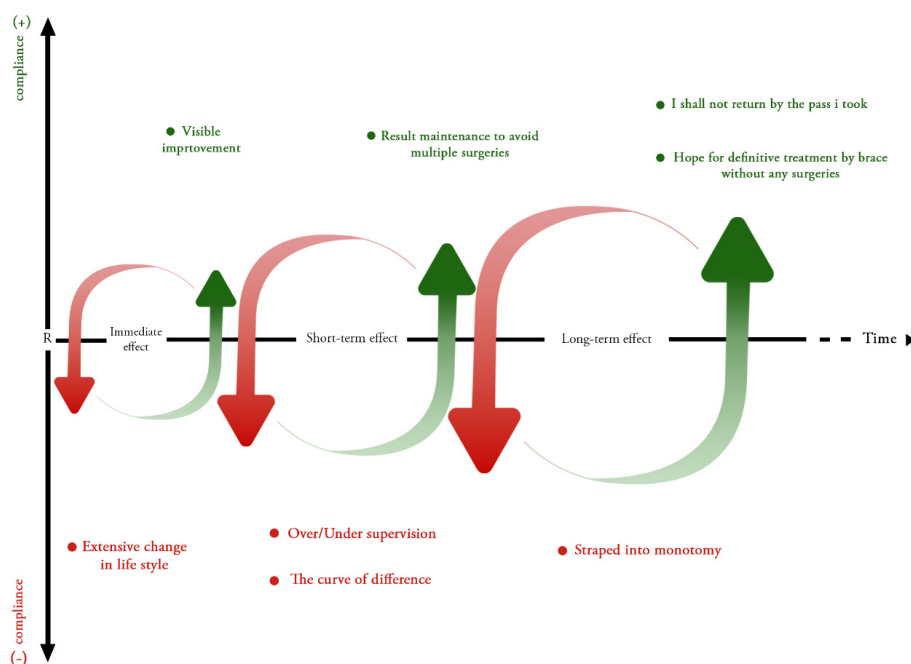 (+)
compliance
● I shall not return by the pass i took
● Visible
imprtovement
● Result maintenance to avoid
multiple surgeries
● Hope for definitive treatment by brace
without any surgeries
R
Immediate
effect
Short-term effect
Long-term effect
Time
● Extensive change
in life style
● Over/Under supervision
● The curve of difference
● Straped into monotomy
compliance
(-)